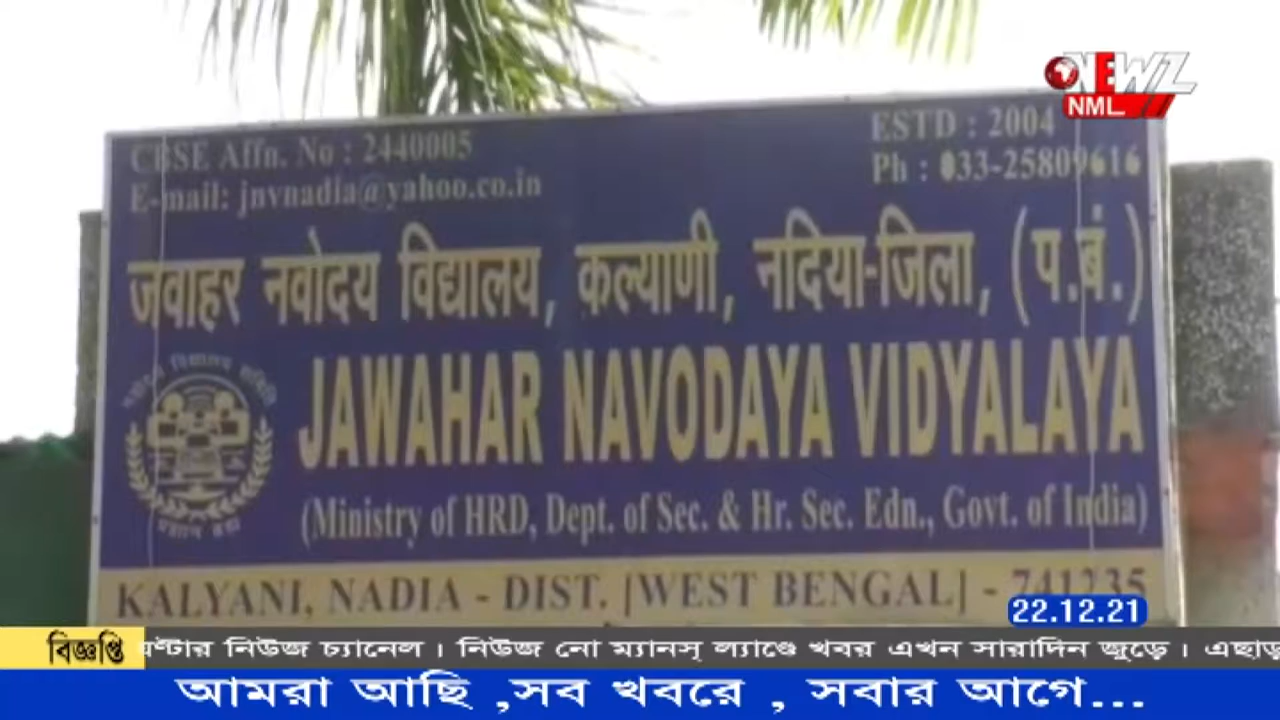 NEWZ
NML
CBSE Affn. No : 2440005
ESTD : 2004
E-mail: jnvnadia@yahoo.co.in
Ph : 033-25809616
जवाहर नवोदय विद्यालय, कल्याणी, नदिया-जिला, (प.बं.)
JAWAHAR NAVODAYA VIDYALAYA
(Ministry of HRD, Dept. of Sec. & Hr. Sec. Edn., Govt. of India)
KALYANI, NADIA - DIST. [WEST BENGAL] - 741235
22.12.21
বিজ্ঞপ্তি
ঘণ্টার নিউজ চ্যানেল । নিউজ নো ম্যানস্ ল্যাণ্ডে খবর এখন সারাদিন জুড়ে । এছাড়
আমরা আছি ,সব খবরে , সবার আগে...